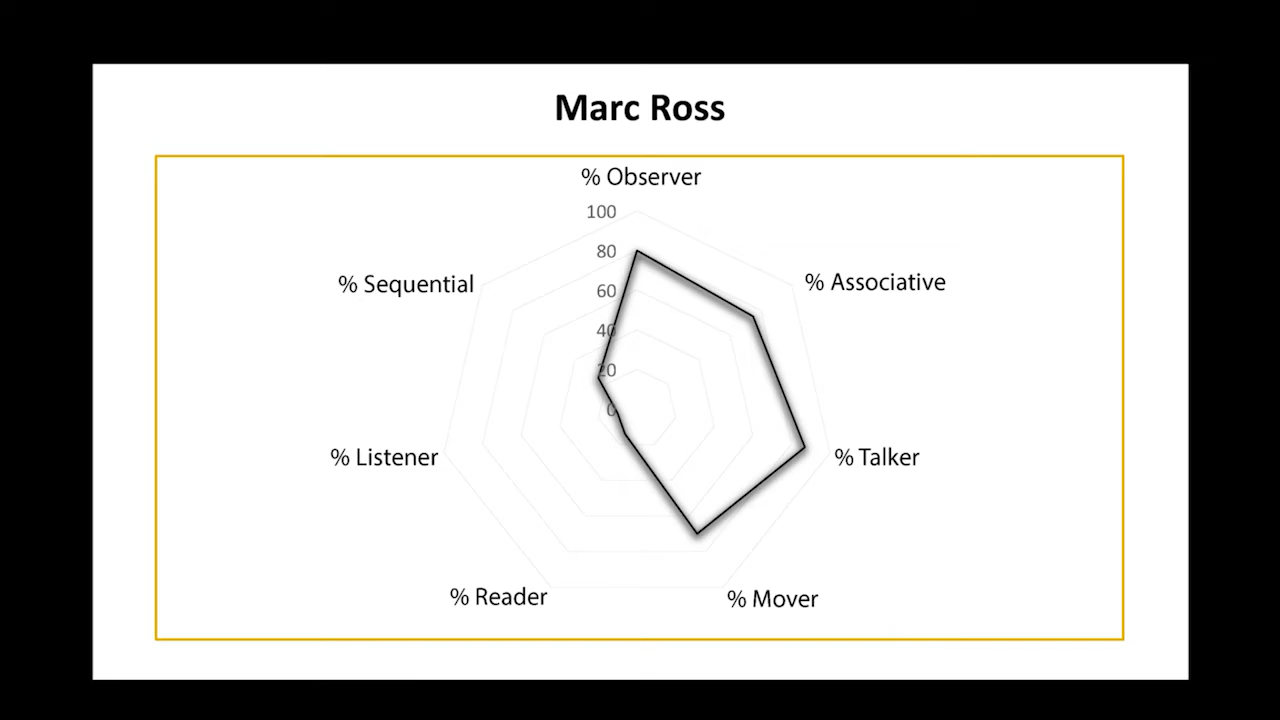 Marc Ross
% Observer
100
80
60
40
20
0
% Sequential
% Associative
% Listener
% Talker
% Reader
% Mover